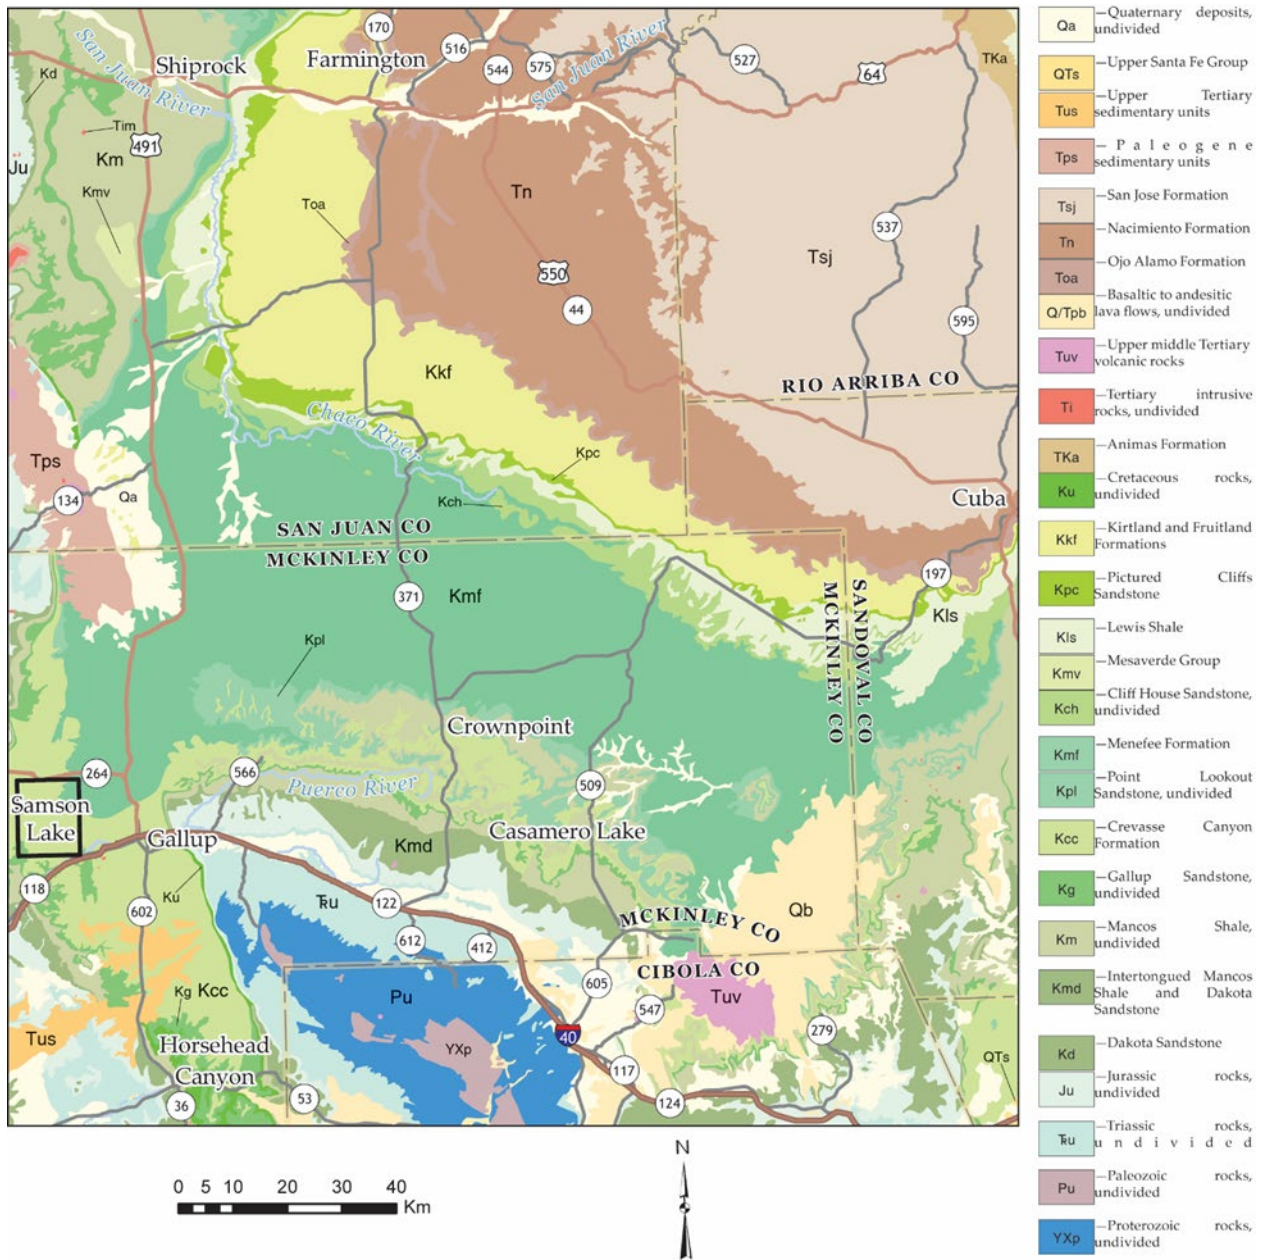 170
516
544
575
527
64
TKa
San Juan River
Shiprock
Farmington
San Juan River
Kd
Tim
491
Km
Ju
Kmv
Toa
Tn
Tsj
537
550
44
595
Kkf
RIO ARRIBA CO
Chaco River
Kpc
Tps
134
Qa
Kch
Cuba
SAN JUAN CO
MCKINLEY CO
197
371
Kmf
Kls
SANDOVAL CO
MCKINLEY CO
Kpl
Crownpoint
264
566
Puerco River
509
Samson
Lake
Gallup
Kmd
Casamero Lake
118
Ku
602
ꞦU
122
Qb
MCKINLEY CO
612
412
CIBOLA CO
605
Tuv
547
Kg
Kcc
Pu
Tus
YXp
40
279
Horsehead
Canyon
117
QTs
36
53
124
N
0 5 10 20 30 40
Km
Qa —Quaternary deposits,
undivided
QTs —Upper Santa Fe Group
Tus —Upper Tertiary
sedimentary units
Tps —Paleogene
sedimentary units
Tsj —San Jose Formation
Tn —Nacimiento Formation
Toa —Ojo Alamo Formation
Q/Tpb —Basaltic to andesitic
lava flows, undivided
Tuv —Upper middle Tertiary
volcanic rocks
Ti —Tertiary intrusive
rocks, undivided
TKa —Animas Formation
Ku —Cretaceous rocks,
undivided
Kkf —Kirtland and Fruitland
Formations
Kpc —Pictured Cliffs
Sandstone
Kls —Lewis Shale
Kmv —Mesaverde Group
Kch —Cliff House Sandstone,
undivided
Kmf —Menefee Formation
Kpl —Point Lookout
Sandstone, undivided
Kcc —Crevasse Canyon
Formation
Kg —Gallup Sandstone,
undivided
Km —Mancos Shale,
undivided
Kmd —Intertongued Mancos
Shale and Dakota
Sandstone
Kd —Dakota Sandstone
Ju —Jurassic rocks,
undivided
Ꞧu —Triassic rocks,
undivided
Pu —Paleozoic rocks,
undivided
YXp —Proterozoic rocks,
undivided